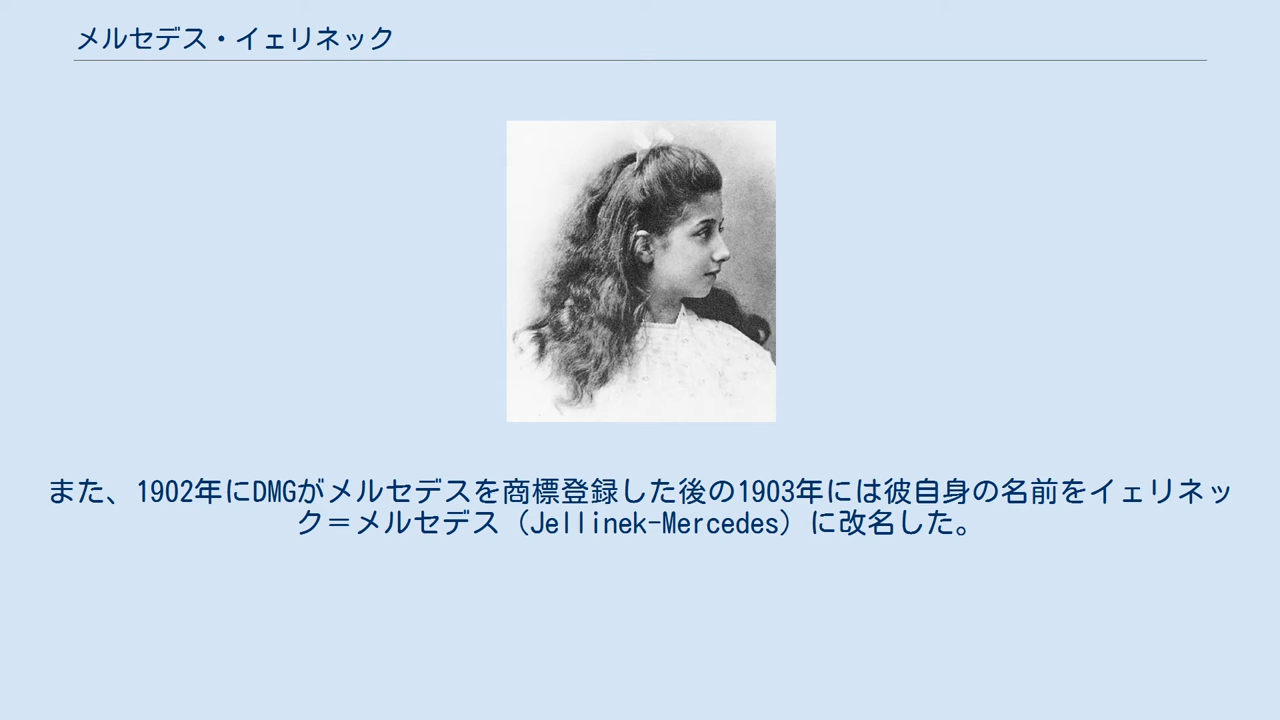 メルセデス・イェリネック
また、1902年にDMGがメルセデスを商標登録した後の1903年には彼自身の名前をイェリネッ
ク＝メルセデス（Jellinek-Mercedes）に改名した。